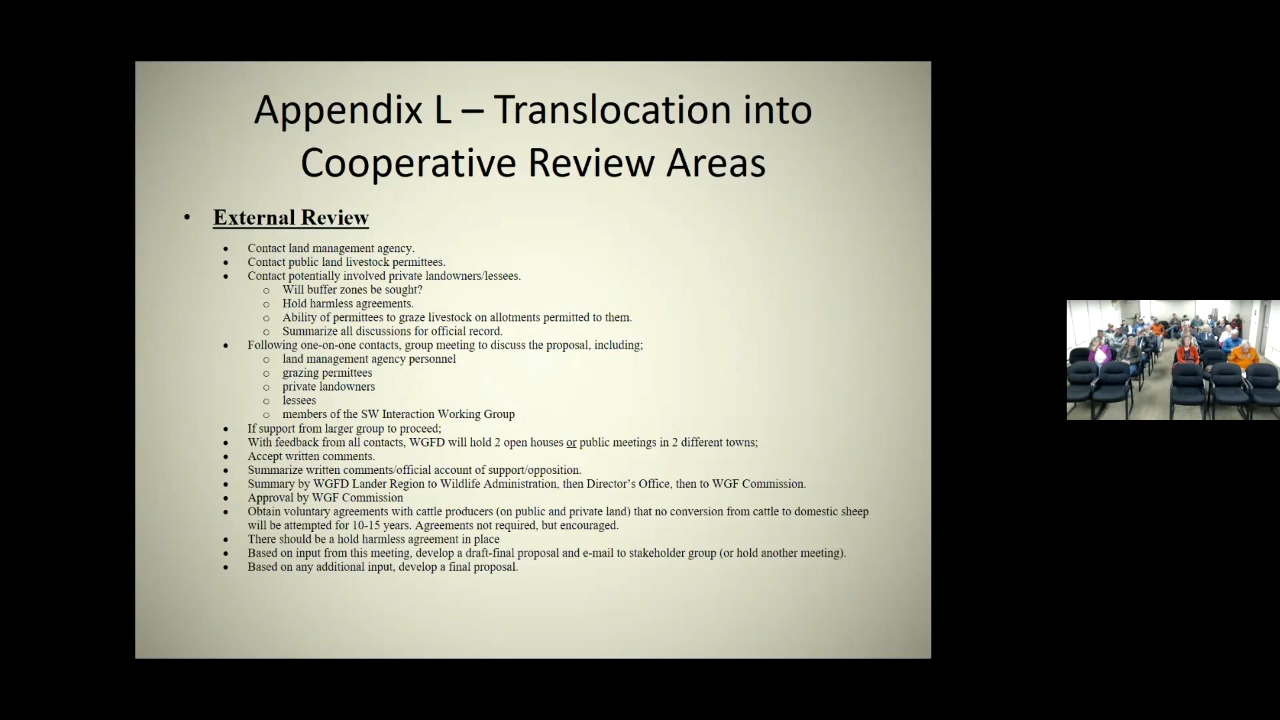 Appendix L – Translocation into
Cooperative Review Areas
• External Review
• Contact land management agency.
• Contact public land livestock permittees.
• Contact potentially involved private landowners/lessees.
o Will buffer zones be sought?
o Hold harmless agreements.
o Ability of permittees to graze livestock on allotments permitted to them.
o Summarize all discussions for official record.
• Following one-on-one contacts, group meeting to discuss the proposal, including;
o land management agency personnel
o grazing permittees
o private landowners
o lessees
o members of the SW Interaction Working Group
• If support from larger group to proceed;
• With feedback from all contacts, WGFD will hold 2 open houses or public meetings in 2 different towns;
• Accept written comments.
• Summarize written comments/official account of support/opposition.
• Summary by WGFD Lander Region to Wildlife Administration, then Director's Office, then to WGF Commission.
• Approval by WGF Commission
• Obtain voluntary agreements with cattle producers (on public and private land) that no conversion from cattle to domestic sheep
will be attempted for 10-15 years. Agreements not required, but encouraged.
• There should be a hold harmless agreement in place
• Based on input from this meeting, develop a draft-final proposal and e-mail to stakeholder group (or hold another meeting).
• Based on any additional input, develop a final proposal.